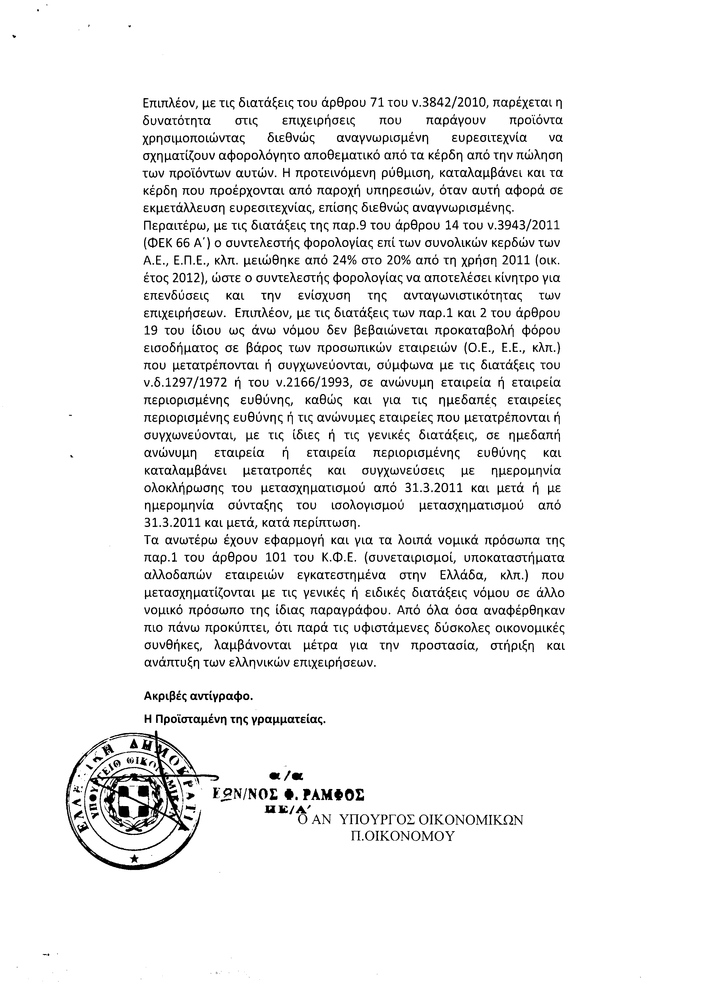 Επιπλέον, με τις διατάξεις του άρθρου 71 του ν.3842/2010, παρέχεται η
δυνατότητα στις επιχειρήσεις που παράγουν προϊόντα
χρησιμοποιώντας διεθνώς αναγνωρισμένη ευρεσιτεχνία να
σχηματίζουν αφορολόγητο αποθεματικό από τα κέρδη από την πώληση
των προϊόντων αυτών. Η προτεινόμενη ρύθμιση, καταλαμβάνει και τα
κέρδη που προέρχονται από παροχή υπηρεσιών, όταν αυτή αφορά σε
εκμετάλλευση ευρεσιτεχνίας, επίσης διεθνώς αναγνωρισμένης.
Περαιτέρω, με τις διατάξεις της παρ.9 του άρθρου 14 του ν.3943/2011
(ΦΕΚ 66 Α΄) ο συντελεστής φορολογίας επί των συνολικών κερδών των
Α.Ε., Ε.Π.Ε., κλπ. μειώθηκε από 24% στο 20% από τη χρήση 2011 (οικ.
έτος 2012), ώστε ο συντελεστής φορολογίας να αποτελέσει κίνητρο για
επενδύσεις και την ενίσχυση της ανταγωνιστικότητας των
επιχειρήσεων. Επιπλέον, με τις διατάξεις των παρ.1 και 2 του άρθρου
19 του ίδιου ως άνω νόμου δεν βεβαιώνεται προκαταβολή φόρου
εισοδήματος σε βάρος των προσωπικών εταιρειών (Ο.Ε., Ε.Ε., κλπ.)
που μετατρέπονται ή συγχωνεύονται, σύμφωνα με τις διατάξεις του
ν.δ.1297/1972 ή του ν.2166/1993, σε ανώνυμη εταιρεία ή εταιρεία
περιορισμένης ευθύνης, καθώς και για τις ημεδαπές εταιρείες
περιορισμένης ευθύνης ή τις ανώνυμες εταιρείες που μετατρέπονται ή
συγχωνεύονται, με τις ίδιες ή τις γενικές διατάξεις, σε ημεδαπή
ανώνυμη εταιρεία ή εταιρεία περιορισμένης ευθύνης και
καταλαμβάνει μετατροπές και συγχωνεύσεις με ημερομηνία
ολοκλήρωσης του μετασχηματισμού από 31.3.2011 και μετά ή με
ημερομηνία σύνταξης του ισολογισμού μετασχηματισμού από
31.3.2011 και μετά, κατά περίπτωση.
Τα ανωτέρω έχουν εφαρμογή και για τα λοιπά νομικά πρόσωπα της
παρ.1 του άρθρου 101 του Κ.Φ.Ε. (συνεταιρισμοί, υποκαταστήματα
αλλοδαπών εταιρειών εγκατεστημένα στην Ελλάδα, κλπ.) που
μετασχηματίζονται με τις γενικές ή ειδικές διατάξεις νόμου σε άλλο
νομικό πρόσωπο της ίδιας παραγράφου. Από όλα όσα αναφέρθηκαν
πιο πάνω προκύπτει, ότι παρά τις υφιστάμενες δύσκολες οικονομικές
συνθήκες, λαμβάνονται μέτρα για την προστασία, στήριξη και
ανάπτυξη των ελληνικών επιχειρήσεων.
Ακριβές αντίγραφο.
Η Προϊσταμένη της γραμματείας.
ΕΛΛΗΝΙΚΗ ΔΗΜΟΚΡΑΤΙΑ
ΥΠΟΥΡΓΕΙΟ ΟΙΚΟΝΟΜΙΚΩΝ
α/α
ΚΩΝ/ΝΟΣ Φ. ΡΑΜΦΟΣ
ΠΕ/Α΄
Ο ΑΝ ΥΠΟΥΡΓΟΣ ΟΙΚΟΝΟΜΙΚΩΝ
Π.ΟΙΚΟΝΟΜΟΥ